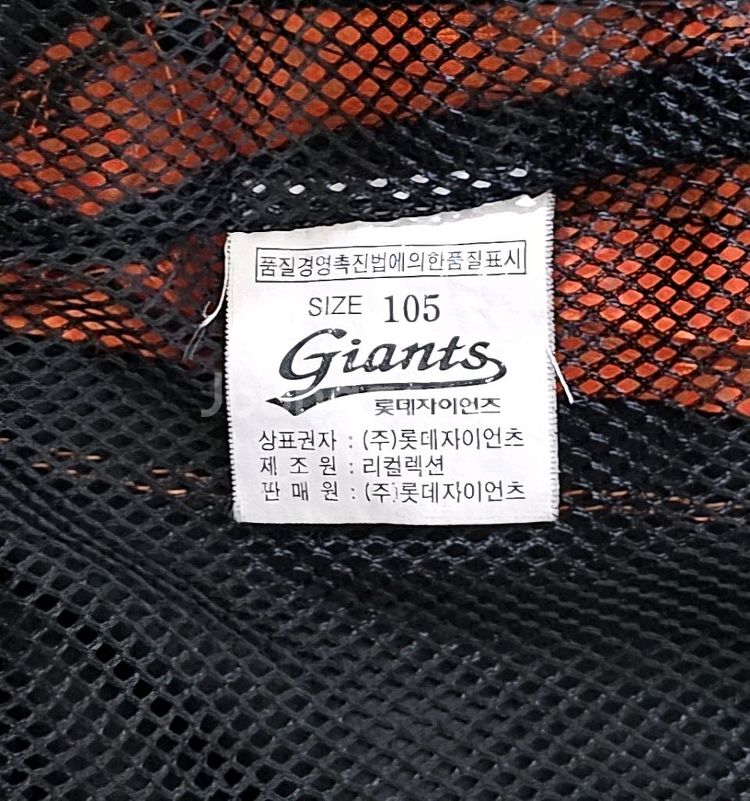 품질경영촉진법에의한품질표시
SIZE 105
Giants
롯데자이언츠
상표권자 : (주)롯데자이언츠
제 조 원 : 리컬렉션
판 매 원 : (주)롯데자이언츠